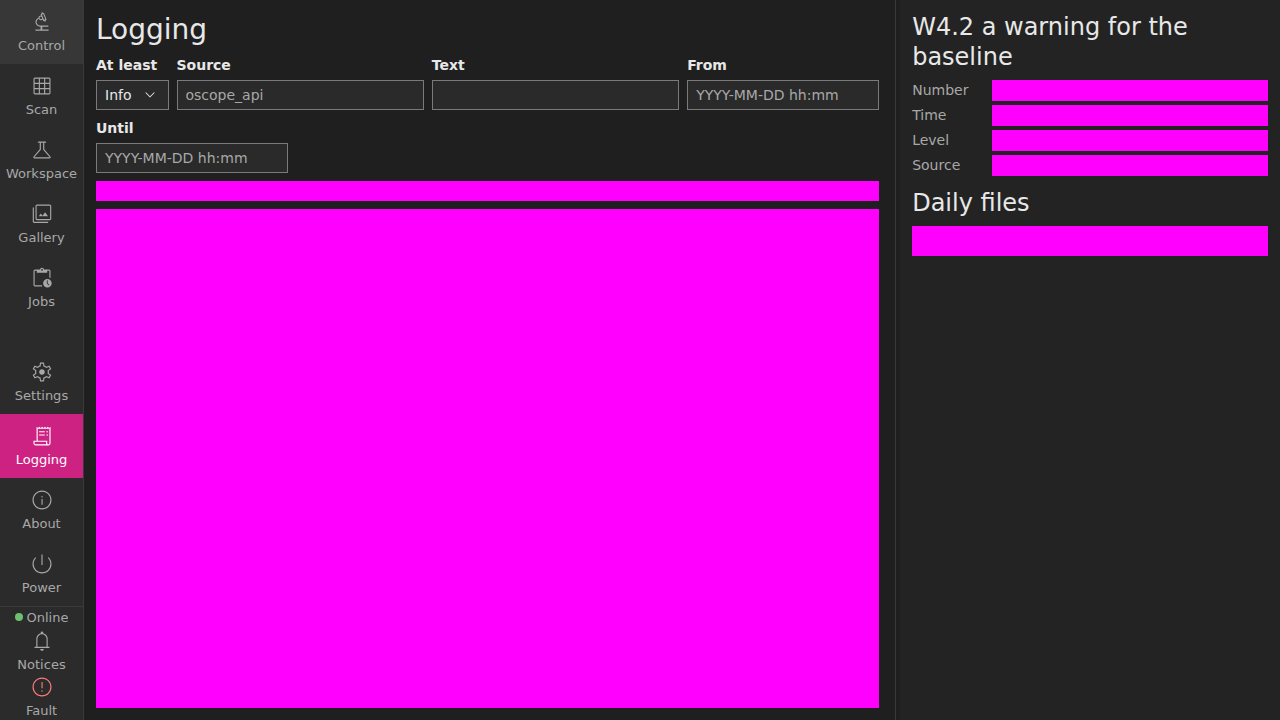 Control
Scan
Workspace
Gallery
Jobs
Settings
Logging
About
Power
Online
Notices
Fault
Logging
At least
Source
Text
From
Info
oscope_api
YYYY-MM-DD hh:mm
Until
YYYY-MM-DD hh:mm
W4.2 a warning for the
baseline
Number
Time
Level
Source
Daily files